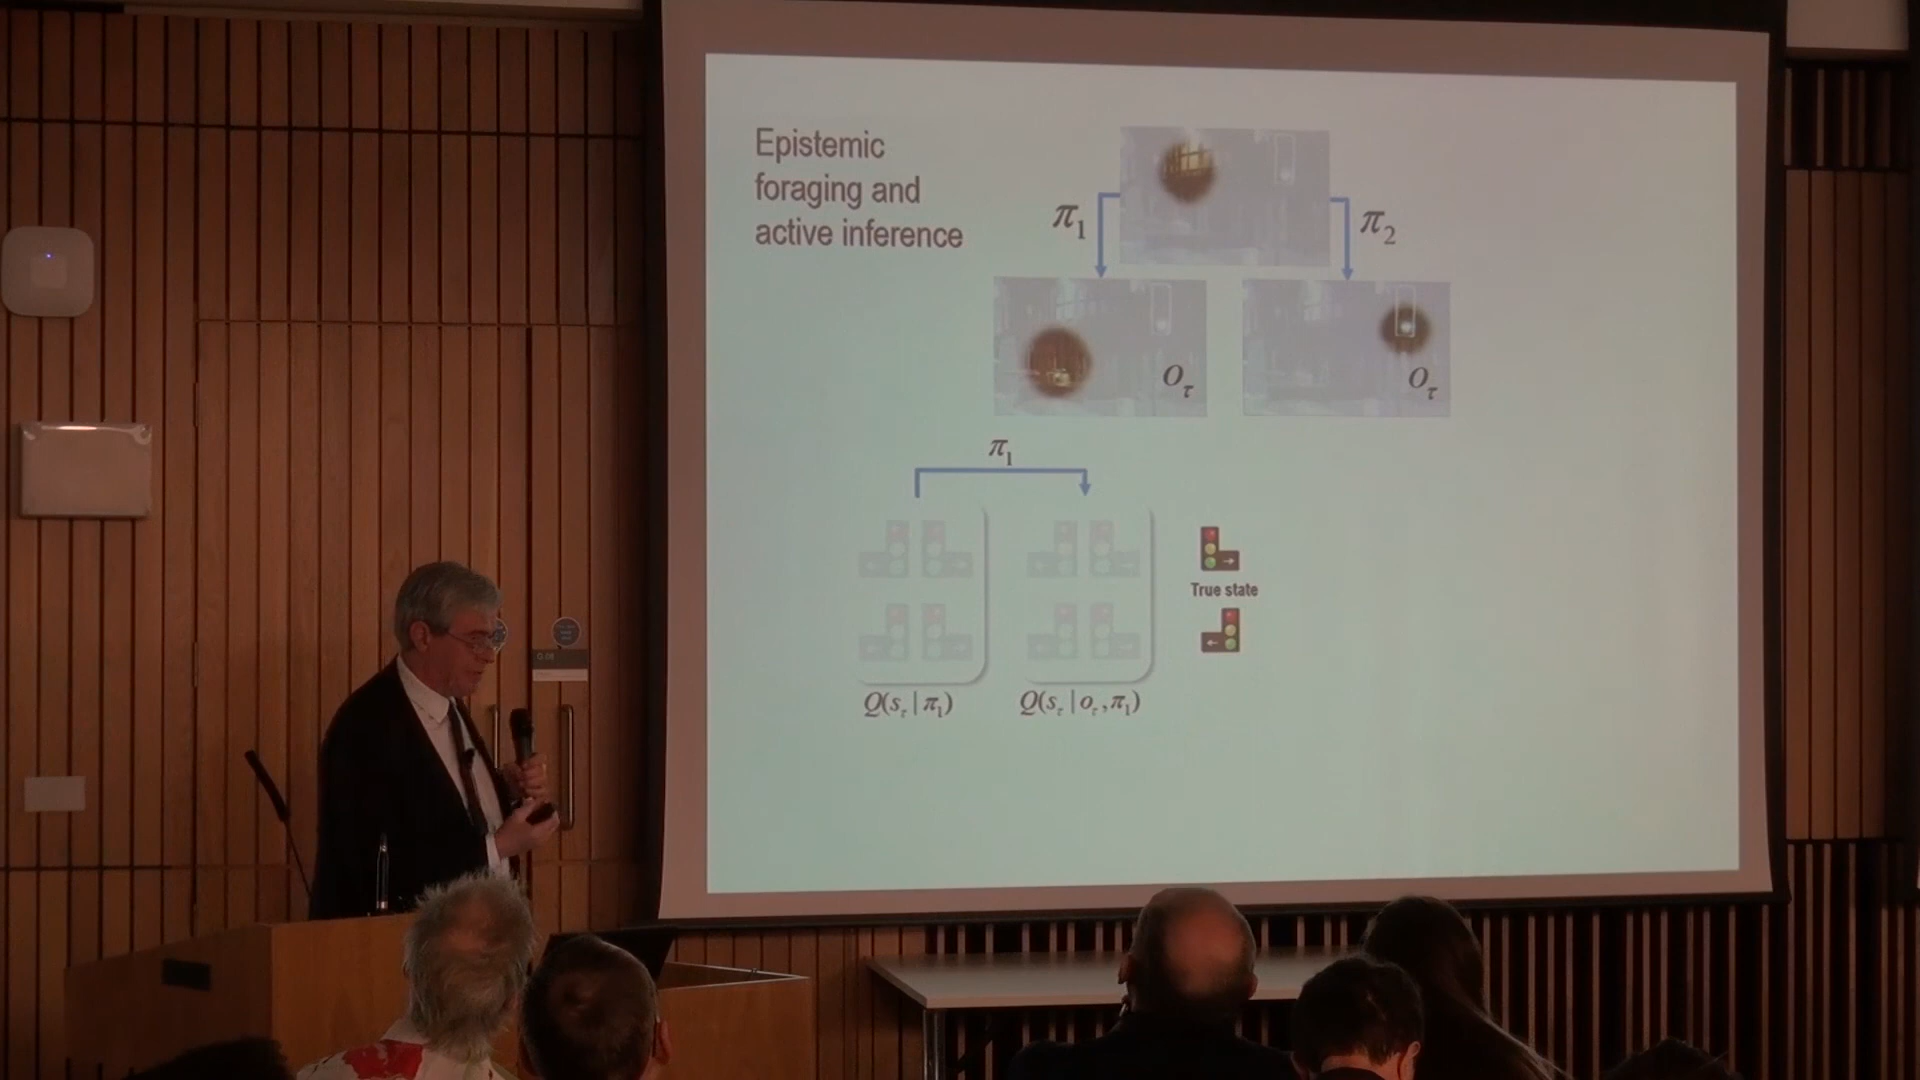 Epistemic
foraging and
active inference
π₁
π₂
oτ
oτ
π₁
True state
Q(sτ | π₁)
Q(sτ | oτ, π₁)